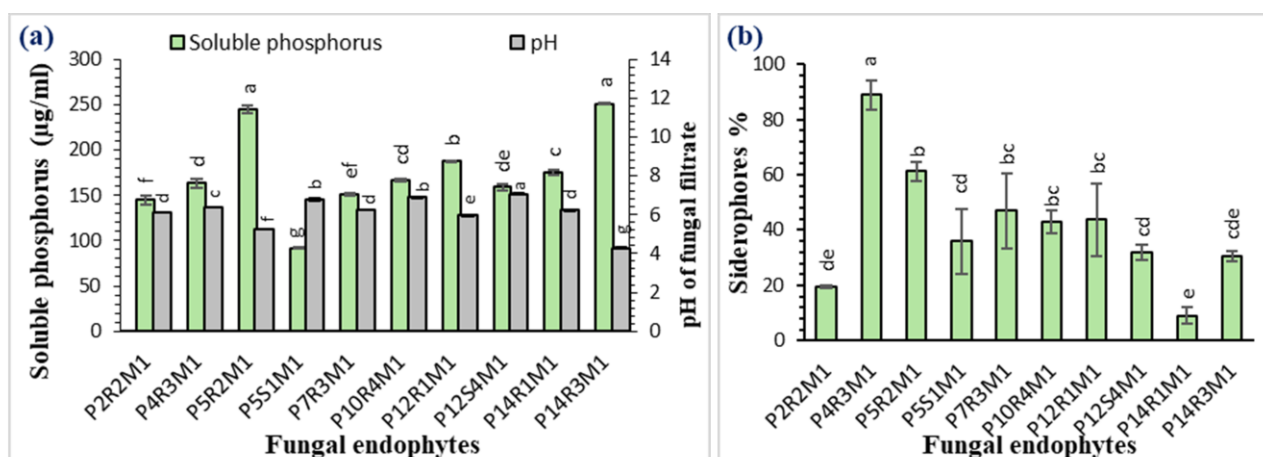 (a)
Soluble phosphorus pH
Soluble phosphorus (µg/ml)
300
250
200
150
100
50
0
f d d c a f g b ef d cd b b e de a c d a g
14
12
10
8
6
4
2
0
pH of fungal filtrate
P2R2M1 P4R3M1 P5R2M1 P5S1M1 P7R3M1 P10R4M1 P12R1M1 P12S4M1 P14R1M1 P14R3M1
Fungal endophytes
(b)
Siderophores %
100
80
60
40
20
0
de a b cd bc bc bc cd e cde
P2R2M1 P4R3M1 P5R2M1 P5S1M1 P7R3M1 P10R4M1 P12R1M1 P12S4M1 P14R1M1 P14R3M1
Fungal endophytes